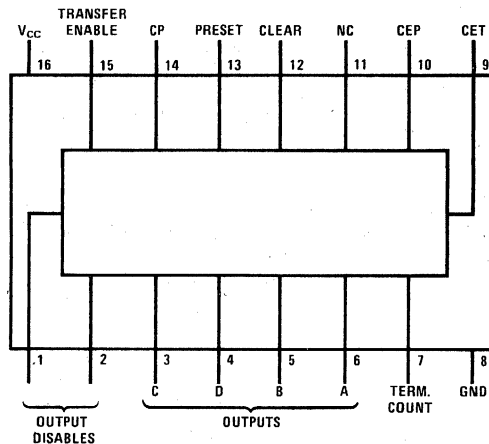 TRANSFER
VCC ENABLE CP PRESET CLEAR NC CEP CET
16 15 14 13 12 11 10 9
.1 2 3 4 5 6 7 8
C D B A TERM. GND
COUNT
OUTPUT OUTPUTS
DISABLES